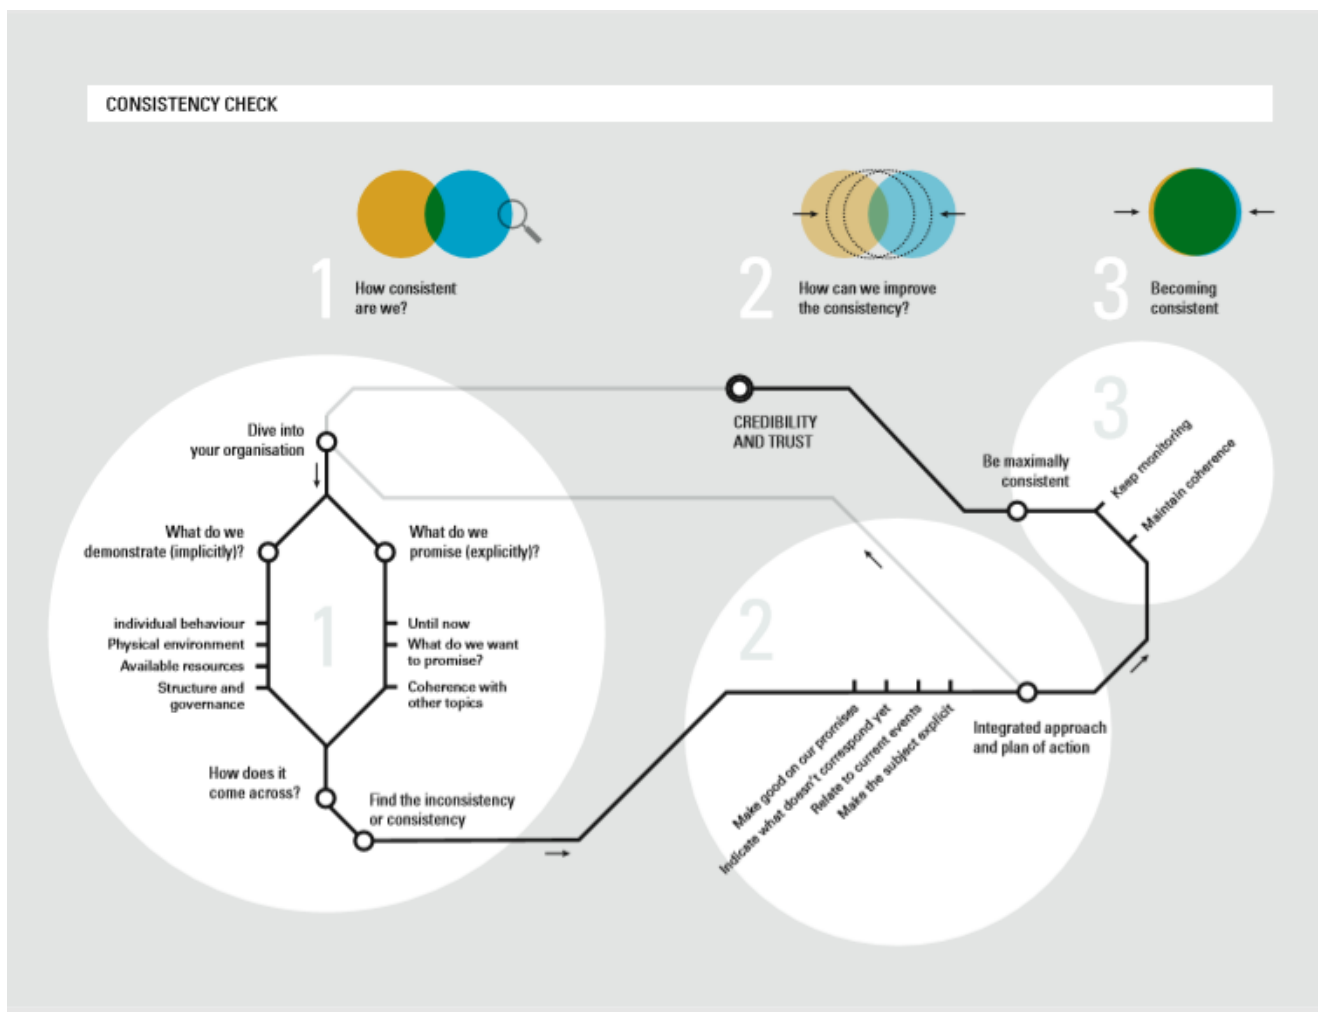 CONSISTENCY CHECK
1
How consistent
are we?
2
How can we improve
the consistency?
3
Becoming
consistent
Dive into
your organisation
What do we
demonstrate (implicitly)?
What do we
promise (explicitly)?
1
individual behaviour
Physical environment
Available resources
Structure and
governance
Until now
What do we want
to promise?
Coherence with
other topics
How does it
come across?
Find the inconsistency
or consistency
2
Make good on our promises
Indicate what doesn't correspond yet
Relate to current events
Make the subject explicit
Integrated approach
and plan of action
3
Keep monitoring
Maintain coherence
Be maximally
consistent
CREDIBILITY
AND TRUST